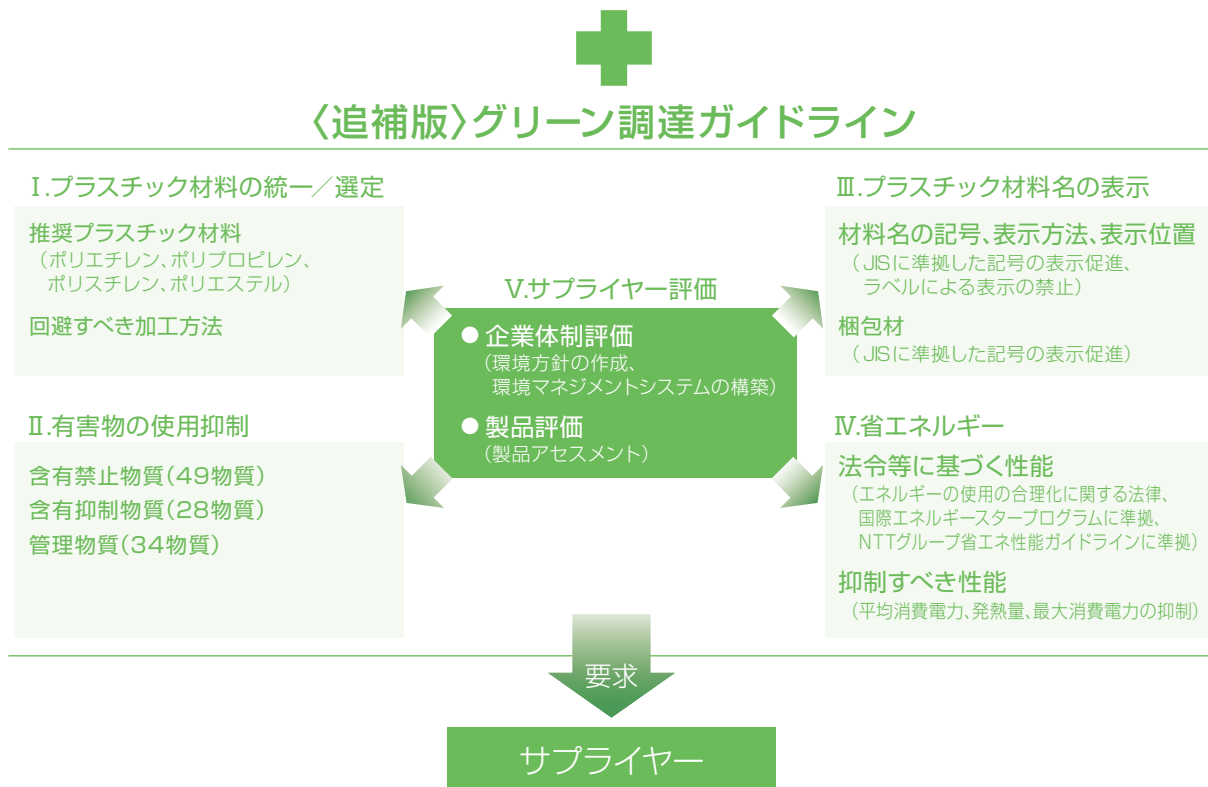 〈追補版〉グリーン調達ガイドライン
Ⅰ.プラスチック材料の統一／選定
推奨プラスチック材料
（ポリエチレン、ポリプロピレン、
ポリスチレン、ポリエステル）
回避すべき加工方法
Ⅱ.有害物の使用抑制
含有禁止物質(49物質)
含有抑制物質(28物質)
管理物質(34物質)
Ⅴ.サプライヤー評価
● 企業体制評価
（環境方針の作成、
環境マネジメントシステムの構築）
● 製品評価
（製品アセスメント）
Ⅲ.プラスチック材料名の表示
材料名の記号、表示方法、表示位置
（JISに準拠した記号の表示促進、
ラベルによる表示の禁止）
梱包材
（JISに準拠した記号の表示促進）
Ⅳ.省エネルギー
法令等に基づく性能
（エネルギーの使用の合理化に関する法律、
国際エネルギースタープログラムに準拠、
NTTグループ省エネ性能ガイドラインに準拠）
抑制すべき性能
（平均消費電力、発熱量、最大消費電力の抑制）
要求
サプライヤー